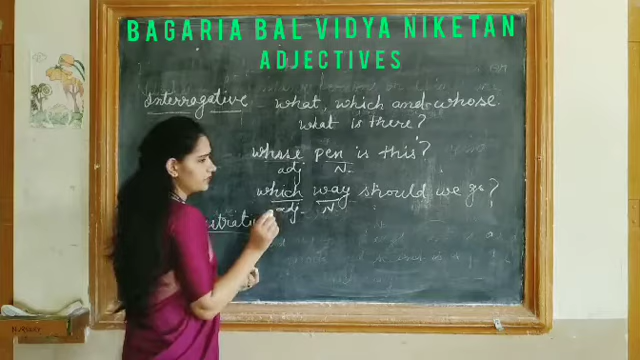 BAGARIA BAL VIDYA NIKETAN
ADJECTIVES
Interrogative - what, which and whose.
what is there?
whose pen is this?
adj N.
which way should we go?
adj. N